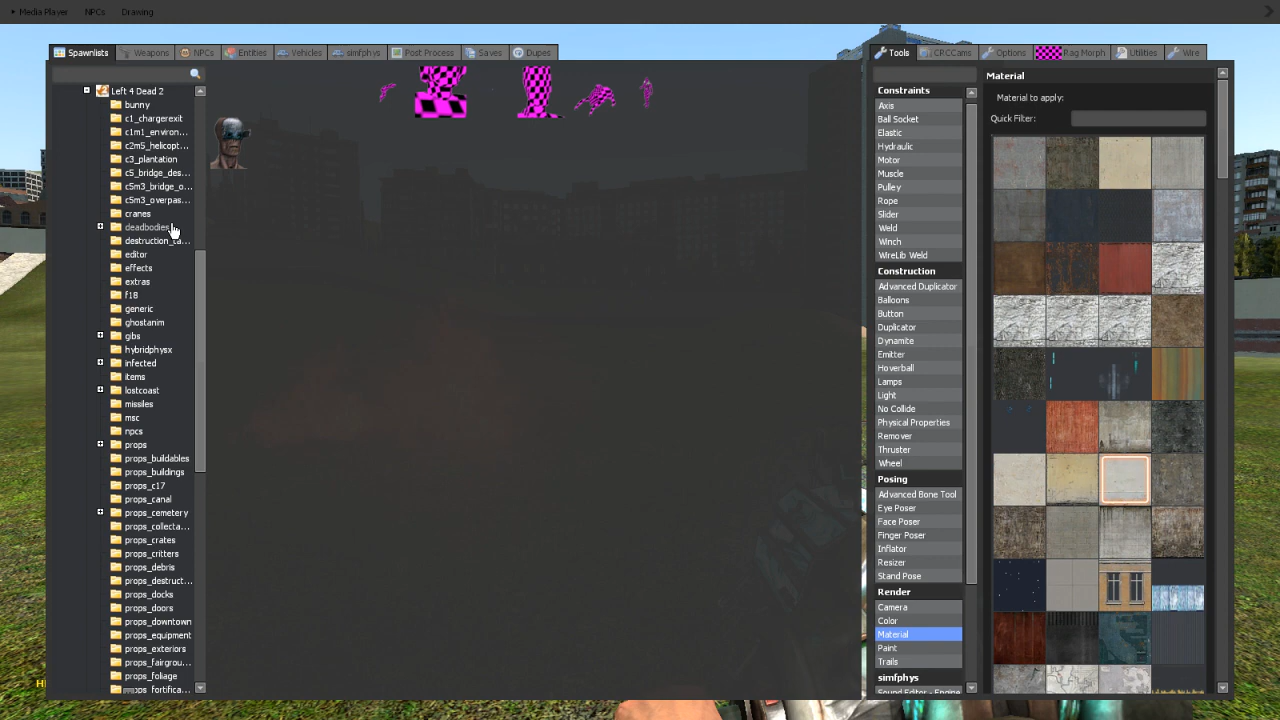 Media Player NPCs Drawing
Spawnlists Weapons NPCs Entities Vehicles simfphys Post Process Saves Dupes
Left 4 Dead 2
bunny
c1_chargerexit
c1m1_environ...
c2m5_helicopt...
c3_plantation
c5_bridge_des...
c5m3_bridge_o...
c5m3_overpas...
cranes
deadbodies
destruction_ta...
editor
effects
extras
f18
generic
ghostanim
gibs
hybridphysx
infected
items
lostcoast
missiles
msc
npcs
props
props_buildables
props_buildings
props_c17
props_canal
props_cemetery
props_collecta...
props_crates
props_critters
props_debris
props_destruct...
props_docks
props_doors
props_downtown
props_equipment
props_exteriors
props_fairgrou...
props_foliage
props_fortifica...
Tools CPCCams Options Rag Morph Utilities Wire
Constraints
Axis
Ball Socket
Elastic
Hydraulic
Motor
Muscle
Pulley
Rope
Slider
Weld
Winch
WireLib Weld
Construction
Advanced Duplicator
Balloons
Button
Duplicator
Dynamite
Emitter
Hoverball
Lamps
Light
No Collide
Physical Properties
Remover
Thruster
Wheel
Posing
Advanced Bone Tool
Eye Poser
Face Poser
Finger Poser
Inflator
Resizer
Stand Pose
Render
Camera
Color
Material
Paint
Trails
simfphys
Sound Editor - Engine
Material
Material to apply:
Quick Filter: